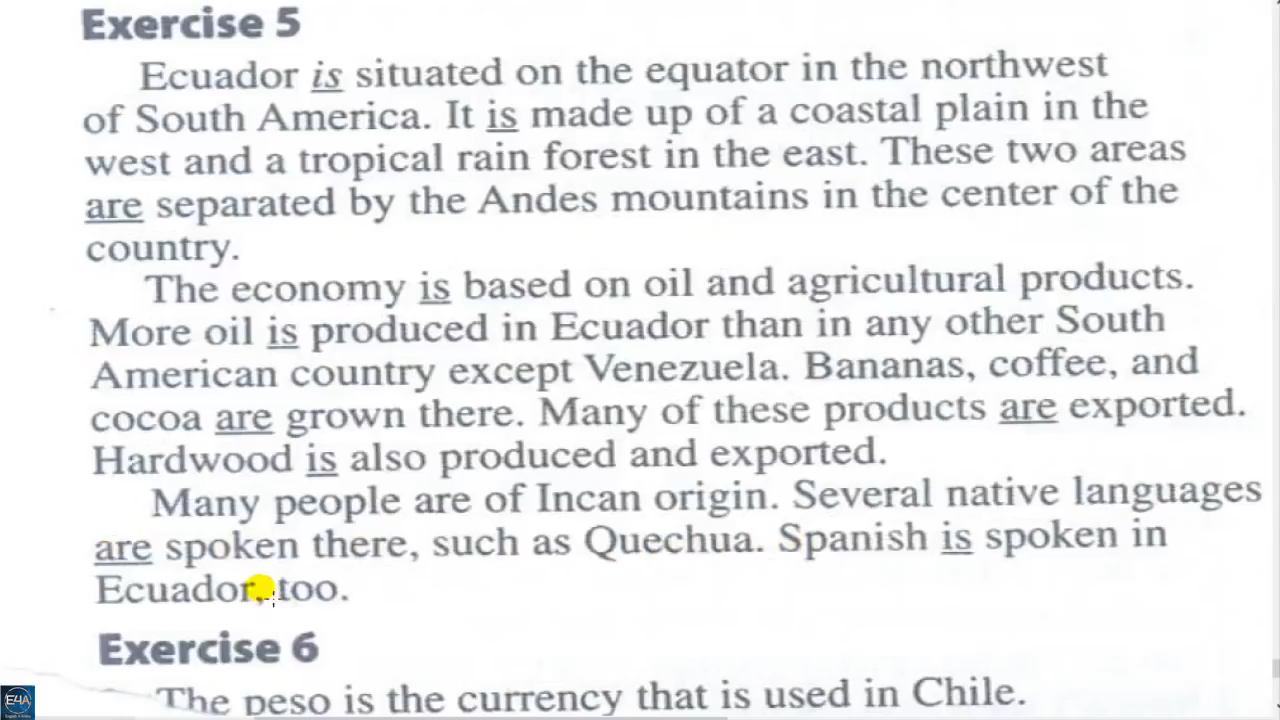 Exercise 5
Ecuador is situated on the equator in the northwest
of South America. It is made up of a coastal plain in the
west and a tropical rain forest in the east. These two areas
are separated by the Andes mountains in the center of the
country.
The economy is based on oil and agricultural products.
More oil is produced in Ecuador than in any other South
American country except Venezuela. Bananas, coffee, and
cocoa are grown there. Many of these products are exported.
Hardwood is also produced and exported.
Many people are of Incan origin. Several native languages
are spoken there, such as Quechua. Spanish is spoken in
Ecuador, too.
Exercise 6
The peso is the currency that is used in Chile.
E4A